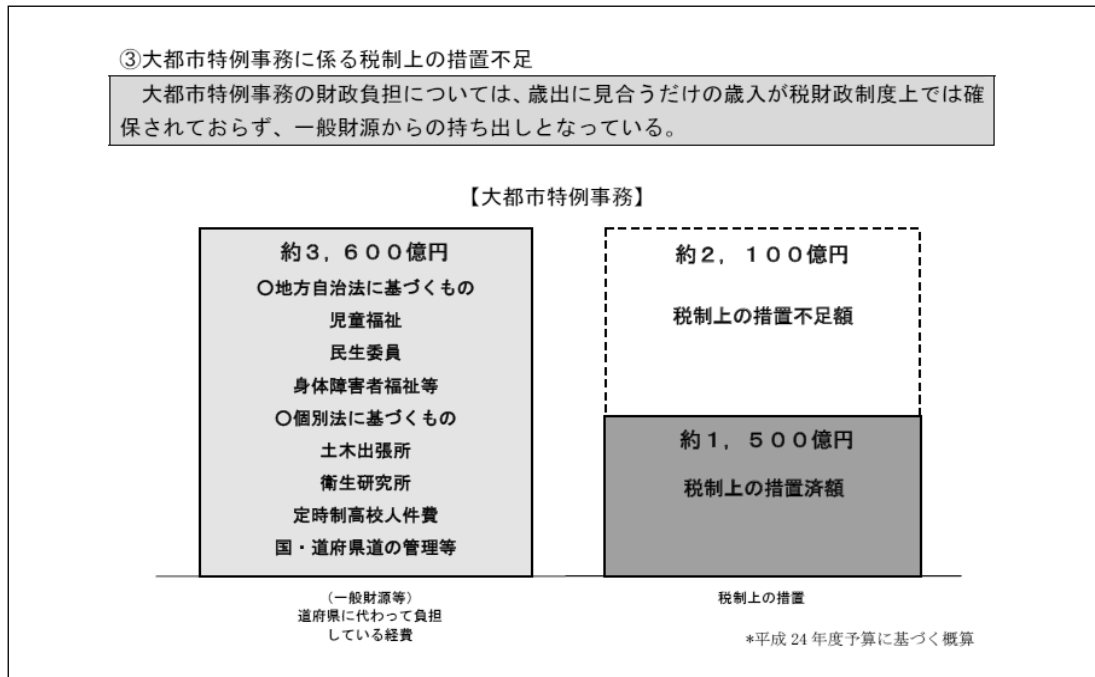 ③大都市特例事務に係る税制上の措置不足
大都市特例事務の財政負担については、歳出に見合うだけの歳入が税財政制度上では確
保されておらず、一般財源からの持ち出しとなっている。
【大都市特例事務】
約3,600億円
○地方自治法に基づくもの
児童福祉
民生委員
身体障害者福祉等
○個別法に基づくもの
土木出張所
衛生研究所
定時制高校人件費
国・道府県道の管理等
（一般財源等）
道府県に代わって負担
している経費
約2,100億円
税制上の措置不足額
約1,500億円
税制上の措置済額
税制上の措置
*平成 24 年度予算に基づく概算